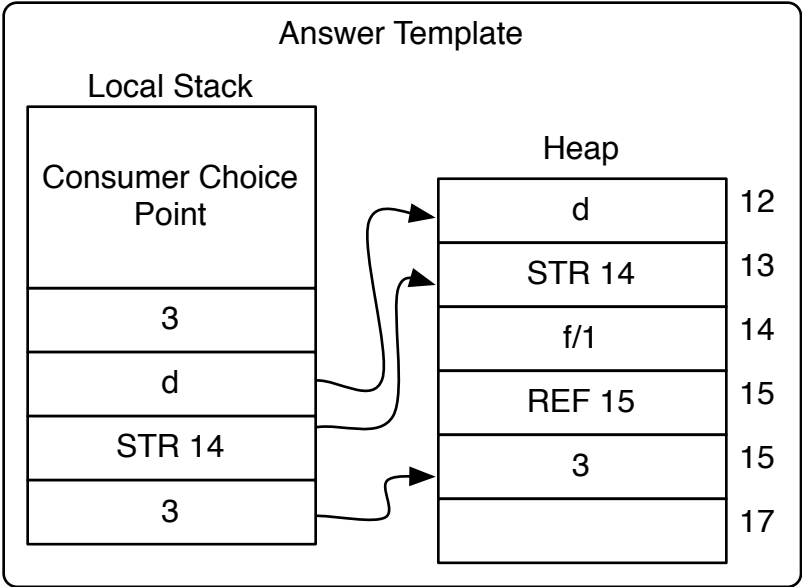 Answer Template
Local Stack
Consumer Choice
Point
3
d
STR 14
3
Heap
d
12
STR 14
13
f/1
14
REF 15
15
3
15
17